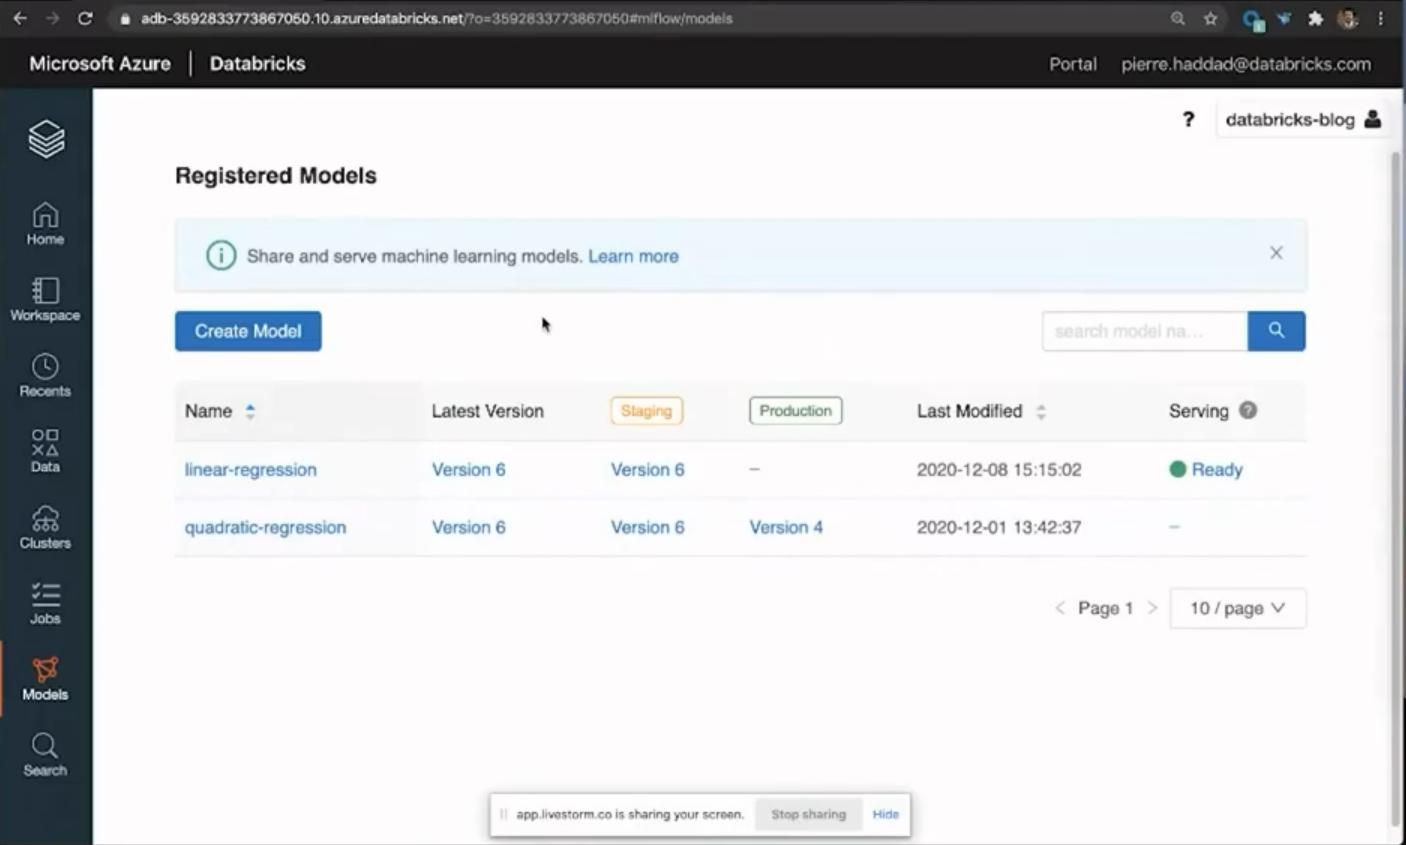 adb-3592833773867050.10.azuredatabricks.net/?o=3592833773867050#mlflow/models
Microsoft Azure | Databricks Portal pierre.haddad@databricks.com
? databricks-blog
Registered Models
Share and serve machine learning models. Learn more
Create Model search model na...
Name Latest Version Staging Production Last Modified Serving ?
linear-regression Version 6 Version 6 – 2020-12-08 15:15:02 Ready
quadratic-regression Version 6 Version 6 Version 4 2020-12-01 13:42:37 –
< Page 1 > 10 / page
Home
Workspace
Recents
Data
Clusters
Jobs
Models
Search
app.livestorm.co is sharing your screen. Stop sharing Hide